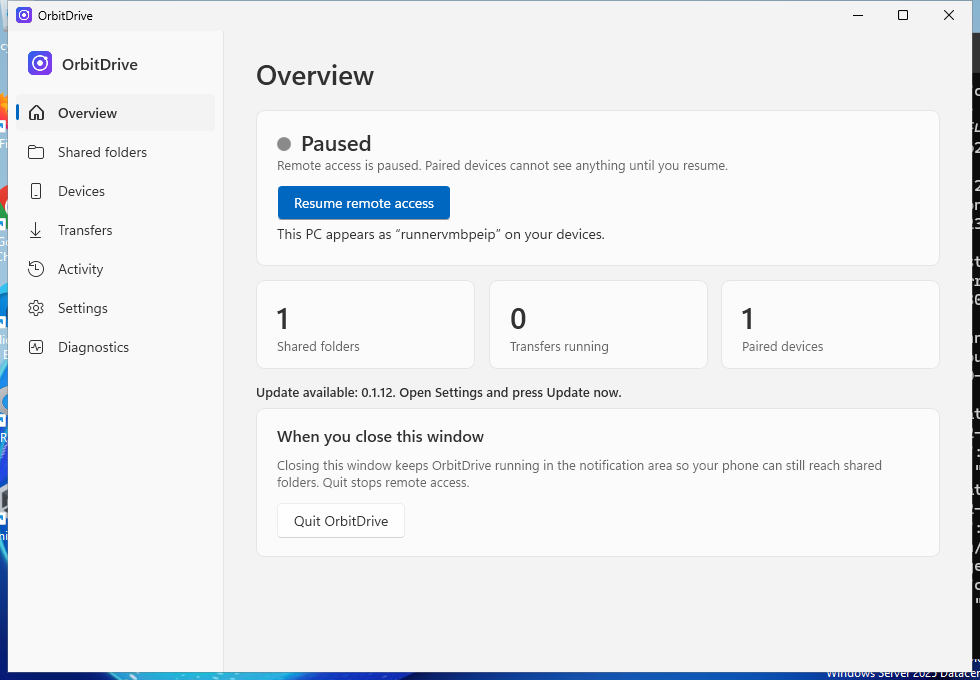 OrbitDrive
OrbitDrive
Overview
Shared folders
Devices
Transfers
Activity
Settings
Diagnostics
Overview
Paused
Remote access is paused. Paired devices cannot see anything until you resume.
Resume remote access
This PC appears as “runnervmbpeip” on your devices.
1
Shared folders
0
Transfers running
1
Paired devices
Update available: 0.1.12. Open Settings and press Update now.
When you close this window
Closing this window keeps OrbitDrive running in the notification area so your phone can still reach shared
folders. Quit stops remote access.
Quit OrbitDrive
Windows Server 2025 Datacen